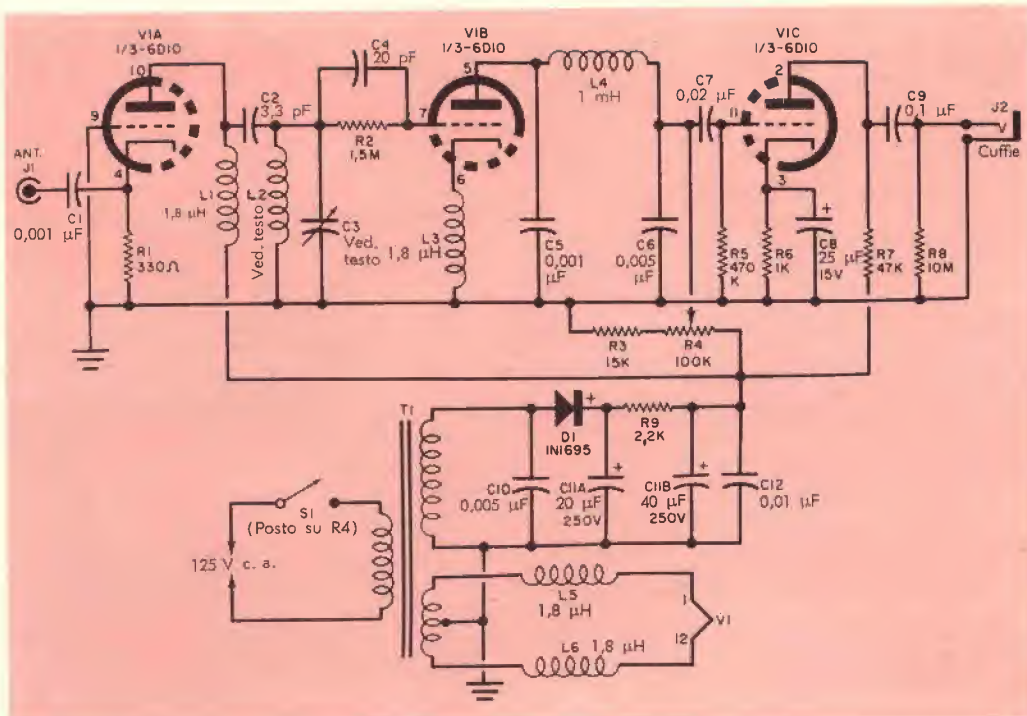 V1A
1/3-6D10
10
9
4
ANT.
J1
C1
0,001 µF
R1
330Ω
C2
3,3 pF
L1
1,8 µH
L2
Ved. testo
C3
Ved.
testo
C4
20 pF
R2
1,5M
V1B
1/3-6D10
5
7
6
L3
1,8 µH
C5
0,001
µF
L4
1 mH
C6
0,005
µF
C7
0,02 µF
V1C
1/3-6D10
2
11
3
R5
470
K
R6
1K
C8
25 µF
15V
+
R7
47K
C9
0,1 µF
R8
10M
J2
Cuffie
R3
15K
R4
100K
T1
D1
1N1695
+
R9
2,2K
C10
0,005 µF
+
C11A
20 µF
250V
+
C11B
40 µF
250V
C12
0,01 µF
S1
(Posto su R4)
125 V c. a.
L5
1,8 µH
L6 1,8 µH
1
12
V1